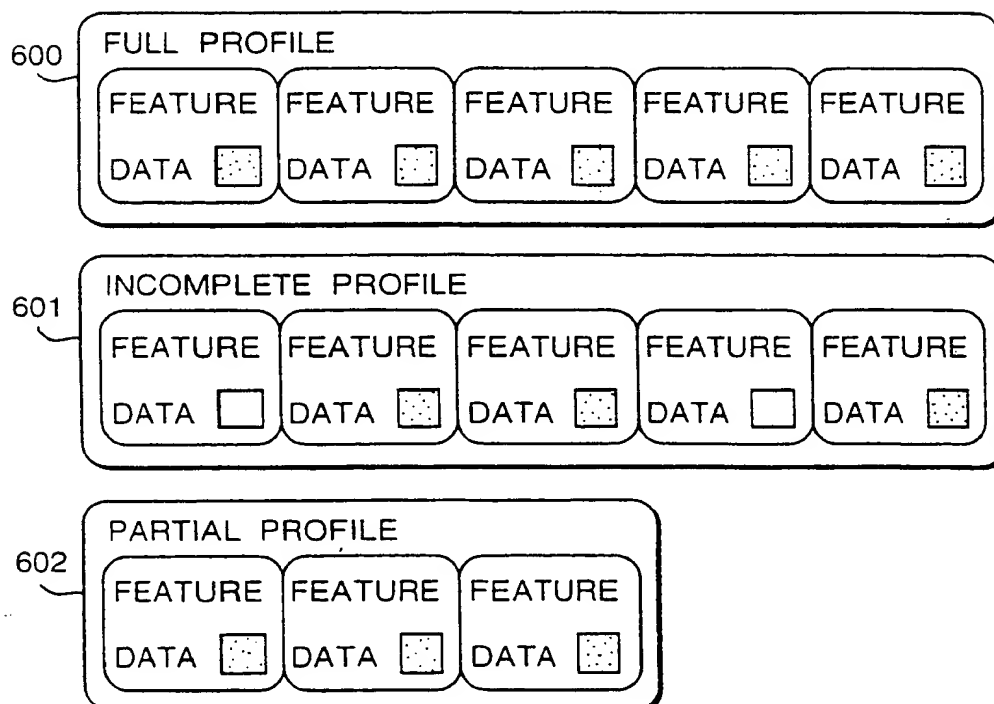 600
FULL PROFILE
FEATURE FEATURE FEATURE FEATURE FEATURE
DATA DATA DATA DATA DATA
601
INCOMPLETE PROFILE
FEATURE FEATURE FEATURE FEATURE FEATURE
DATA DATA DATA DATA DATA
602
PARTIAL PROFILE
FEATURE FEATURE FEATURE
DATA DATA DATA